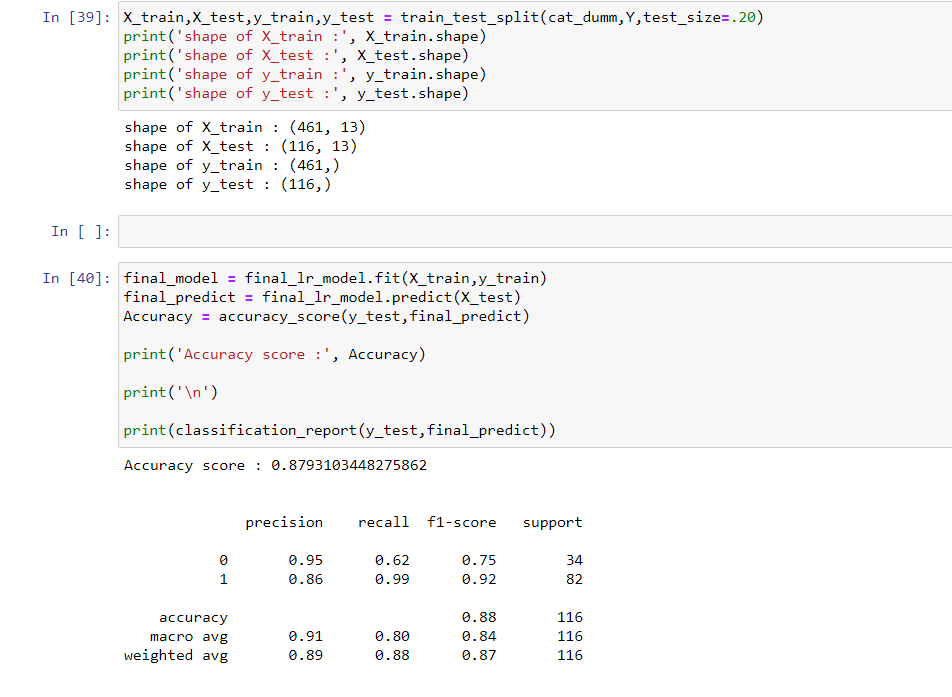 In [39]: X_train,X_test,y_train,y_test = train_test_split(cat_dumm,Y,test_size=.20)
print('shape of X_train :', X_train.shape)
print('shape of X_test :', X_test.shape)
print('shape of y_train :', y_train.shape)
print('shape of y_test :', y_test.shape)
shape of X_train : (461, 13)
shape of X_test : (116, 13)
shape of y_train : (461,)
shape of y_test : (116,)
In [ ]:
In [40]: final_model = final_lr_model.fit(X_train,y_train)
final_predict = final_lr_model.predict(X_test)
Accuracy = accuracy_score(y_test,final_predict)
print('Accuracy score :', Accuracy)
print('\n')
print(classification_report(y_test,final_predict))
Accuracy score : 0.8793103448275862
precision recall f1-score support
0 0.95 0.62 0.75 34
1 0.86 0.99 0.92 82
accuracy 0.88 116
macro avg 0.91 0.80 0.84 116
weighted avg 0.89 0.88 0.87 116